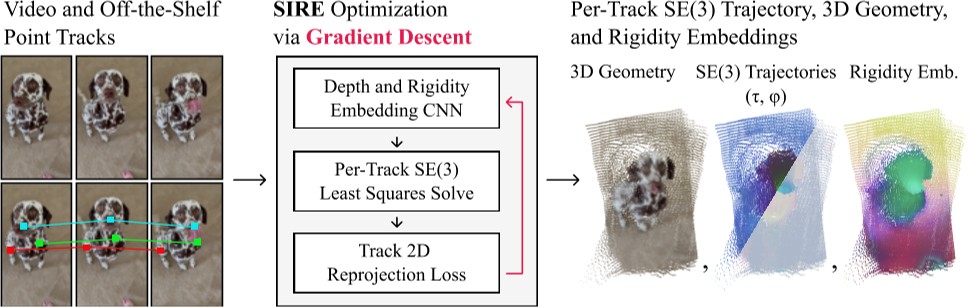 Video and Off-the-Shelf
Point Tracks
SIRE Optimization
via Gradient Descent
Depth and Rigidity
Embedding CNN
Per-Track SE(3)
Least Squares Solve
Track 2D
Reprojection Loss
Per-Track SE(3) Trajectory, 3D Geometry,
and Rigidity Embeddings
3D Geometry
SE(3) Trajectories
(τ, φ)
Rigidity Emb.
,
,